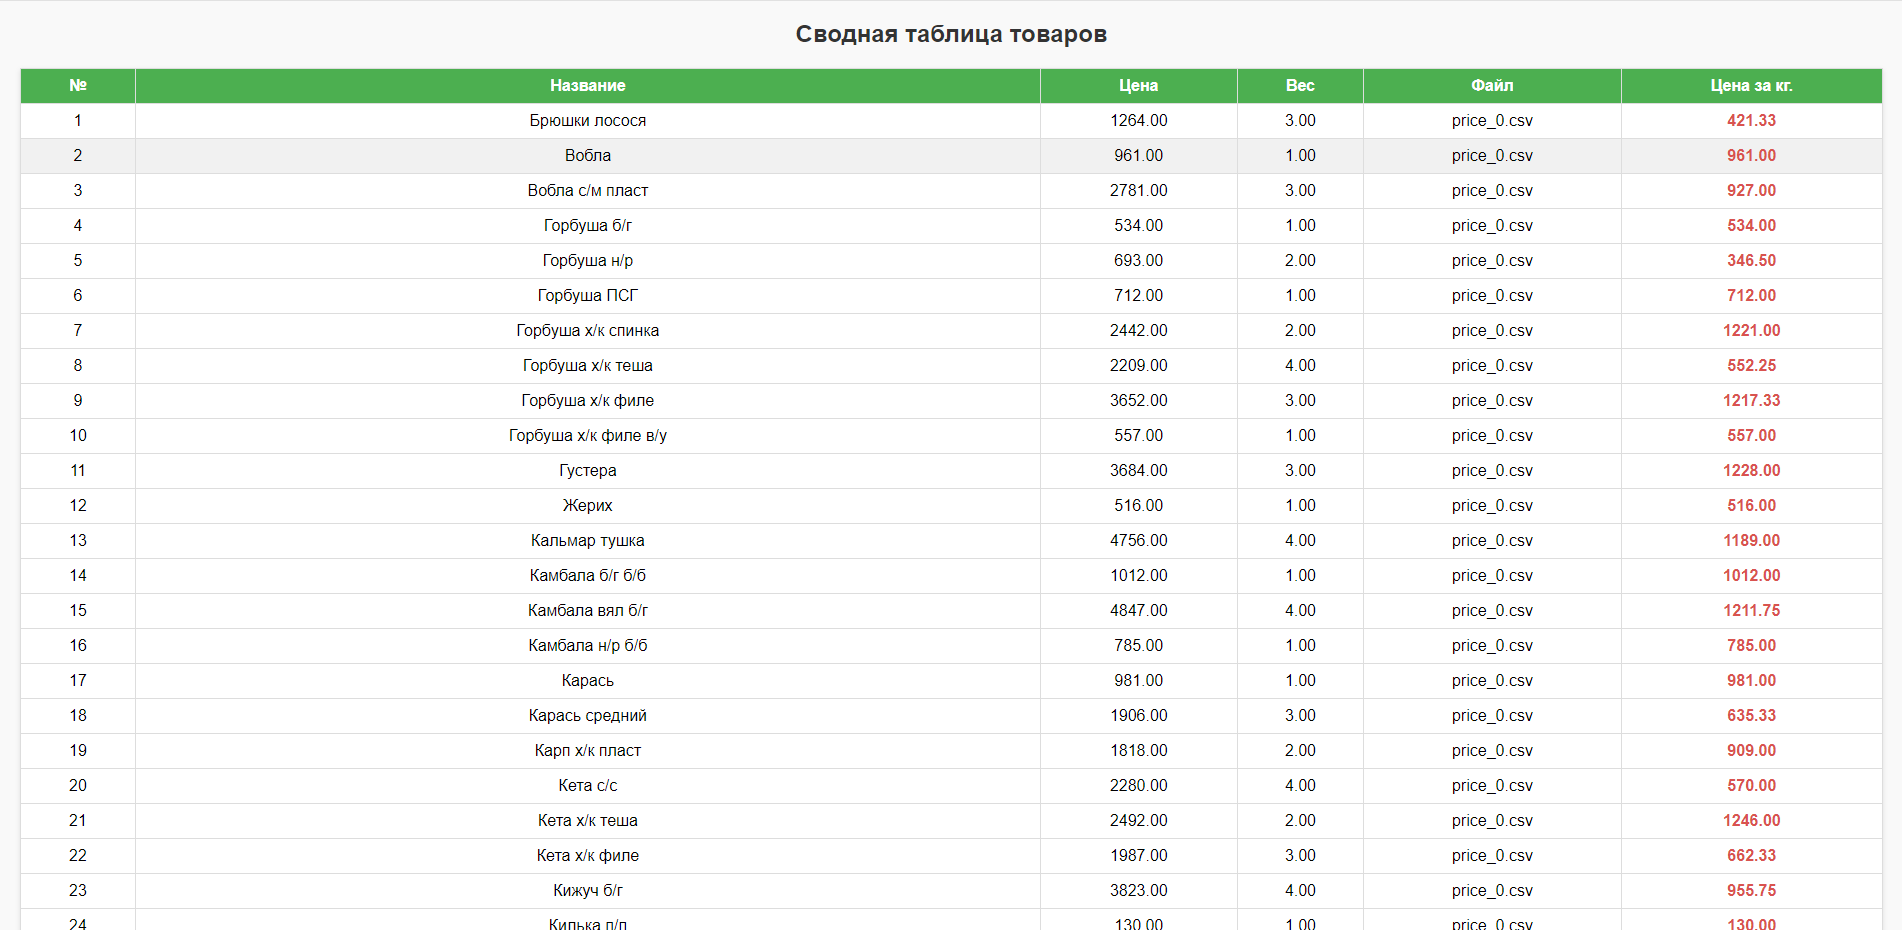 Сводная таблица товаров
№ Название Цена Вес Файл Цена за кг.
1 Брюшки лосося 1264.00 3.00 price_0.csv 421.33
2 Вобла 961.00 1.00 price_0.csv 961.00
3 Вобла с/м пласт 2781.00 3.00 price_0.csv 927.00
4 Горбуша б/г 534.00 1.00 price_0.csv 534.00
5 Горбуша н/р 693.00 2.00 price_0.csv 346.50
6 Горбуша ПСГ 712.00 1.00 price_0.csv 712.00
7 Горбуша х/к спинка 2442.00 2.00 price_0.csv 1221.00
8 Горбуша х/к теша 2209.00 4.00 price_0.csv 552.25
9 Горбуша х/к филе 3652.00 3.00 price_0.csv 1217.33
10 Горбуша х/к филе в/у 557.00 1.00 price_0.csv 557.00
11 Густера 3684.00 3.00 price_0.csv 1228.00
12 Жерих 516.00 1.00 price_0.csv 516.00
13 Кальмар тушка 4756.00 4.00 price_0.csv 1189.00
14 Камбала б/г б/б 1012.00 1.00 price_0.csv 1012.00
15 Камбала вял б/г 4847.00 4.00 price_0.csv 1211.75
16 Камбала н/р б/б 785.00 1.00 price_0.csv 785.00
17 Карась 981.00 1.00 price_0.csv 981.00
18 Карась средний 1906.00 3.00 price_0.csv 635.33
19 Карп х/к пласт 1818.00 2.00 price_0.csv 909.00
20 Кета с/с 2280.00 4.00 price_0.csv 570.00
21 Кета х/к теша 2492.00 2.00 price_0.csv 1246.00
22 Кета х/к филе 1987.00 3.00 price_0.csv 662.33
23 Кижуч б/г 3823.00 4.00 price_0.csv 955.75
24 Килька 130.00 1.00 price_0.csv 130.00